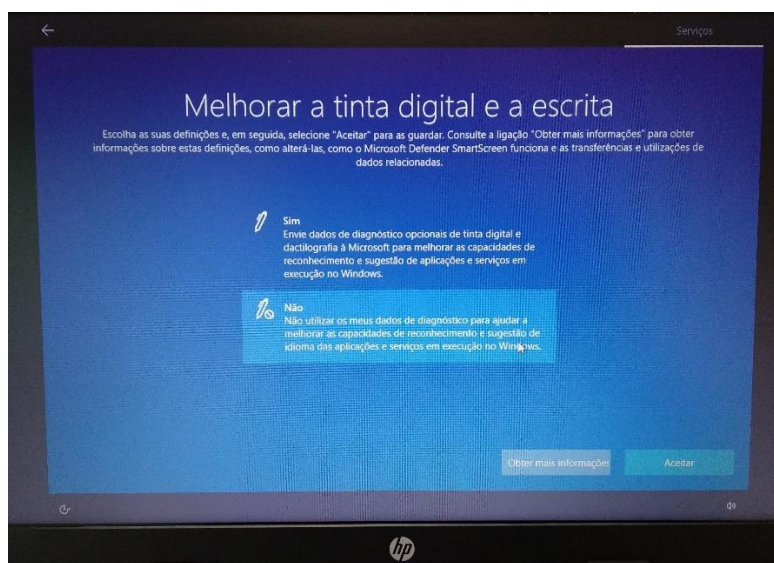 Serviços
Melhorar a tinta digital e a escrita
Escolha as suas definições e, em seguida, selecione "Aceitar" para as guardar. Consulte a ligação "Obter mais informações" para obter
informações sobre estas definições, como alterá-las, como o Microsoft Defender SmartScreen funciona e as transferências e utilizações de
dados relacionadas.
Sim
Envie dados de diagnóstico opcionais de tinta digital e
dactilografia à Microsoft para melhorar as capacidades de
reconhecimento e sugestão de aplicações e serviços em
execução no Windows.
Não
Não utilizar os meus dados de diagnóstico para ajudar a
melhorar as capacidades de reconhecimento e sugestão de
idioma das aplicações e serviços em execução no Windows.
Obter mais informações
Aceitar
hp